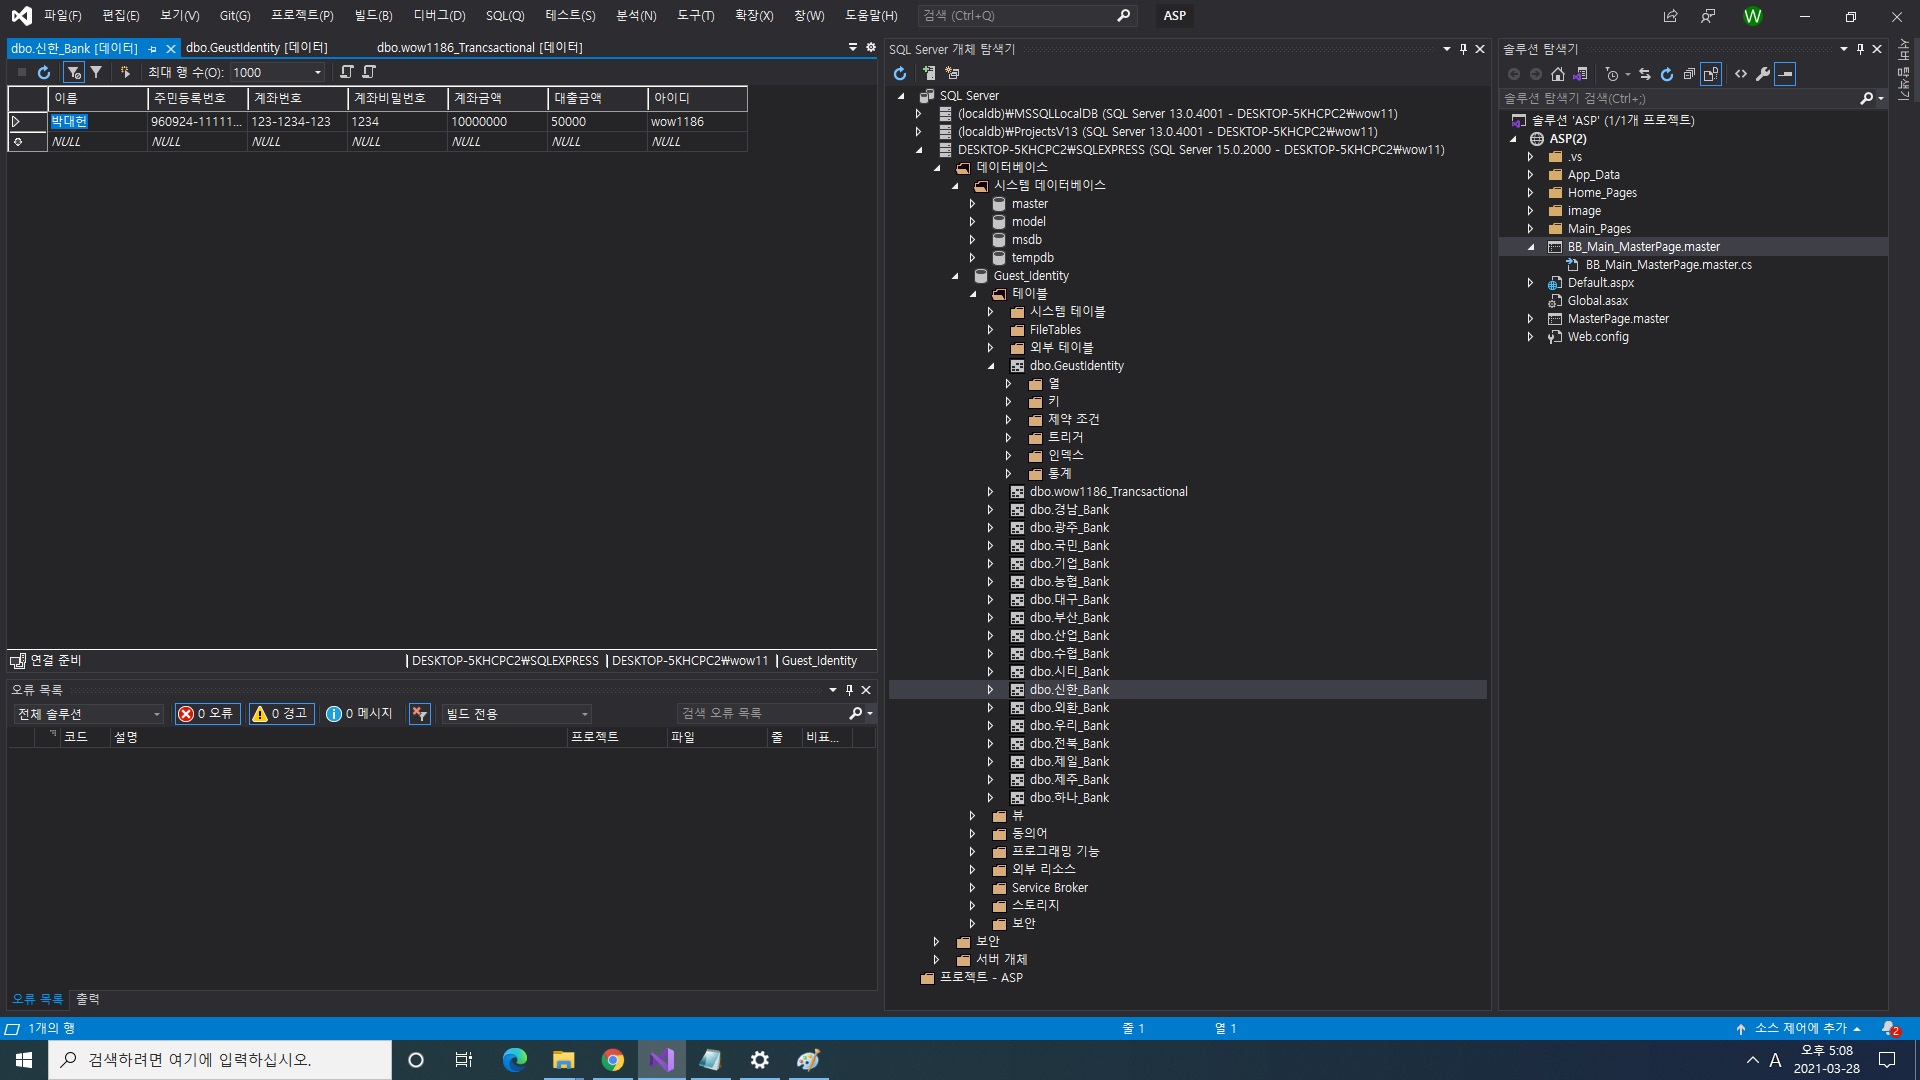 파일(F) 편집(E) 보기(V) Git(G) 프로젝트(P) 빌드(B) 디버그(D) SQL(Q) 테스트(S) 분석(N) 도구(T) 확장(X) 창(W) 도움말(H) 검색 (Ctrl+Q) ASP W
dbo.신한_Bank [데이터] dbo.GeustIdentity [데이터] dbo.wow1186_Trancsactional [데이터]
최대 행 수(O): 1000
이름 주민등록번호 계좌번호 계좌비밀번호 계좌금액 대출금액 아이디
박대헌 960924-11111... 123-1234-123 1234 10000000 50000 wow1186
NULL NULL NULL NULL NULL NULL NULL
연결 준비 DESKTOP-5KHCPC2₩SQLEXPRESS DESKTOP-5KHCPC2₩wow11 Guest_Identity
오류 목록
전체 솔루션 0 오류 0 경고 0 메시지 빌드 전용 검색 오류 목록
코드 설명 프로젝트 파일 줄 비표...
오류 목록 출력
SQL Server 개체 탐색기
SQL Server
(localdb)₩MSSQLLocalDB (SQL Server 13.0.4001 - DESKTOP-5KHCPC2₩wow11)
(localdb)₩ProjectsV13 (SQL Server 13.0.4001 - DESKTOP-5KHCPC2₩wow11)
DESKTOP-5KHCPC2₩SQLEXPRESS (SQL Server 15.0.2000 - DESKTOP-5KHCPC2₩wow11)
데이터베이스
시스템 데이터베이스
master
model
msdb
tempdb
Guest_Identity
테이블
시스템 테이블
FileTables
외부 테이블
dbo.GeustIdentity
열
키
제약 조건
트리거
인덱스
통계
dbo.wow1186_Trancsactional
dbo.경남_Bank
dbo.광주_Bank
dbo.국민_Bank
dbo.기업_Bank
dbo.농협_Bank
dbo.대구_Bank
dbo.부산_Bank
dbo.산업_Bank
dbo.수협_Bank
dbo.시티_Bank
dbo.신한_Bank
dbo.외환_Bank
dbo.우리_Bank
dbo.전북_Bank
dbo.제일_Bank
dbo.제주_Bank
dbo.하나_Bank
뷰
동의어
프로그래밍 기능
외부 리소스
Service Broker
스토리지
보안
보안
서버 개체
프로젝트 - ASP
솔루션 탐색기
솔루션 탐색기 검색(Ctrl+;)
솔루션 'ASP' (1/1개 프로젝트)
ASP(2)
.vs
App_Data
Home_Pages
image
Main_Pages
BB_Main_MasterPage.master
BB_Main_MasterPage.master.cs
Default.aspx
Global.asax
MasterPage.master
Web.config
서버 탐색기
1개의 행 줄 1 열 1 소스 제어에 추가 2
검색하려면 여기에 입력하십시오. A 오후 5:08
2021-03-28